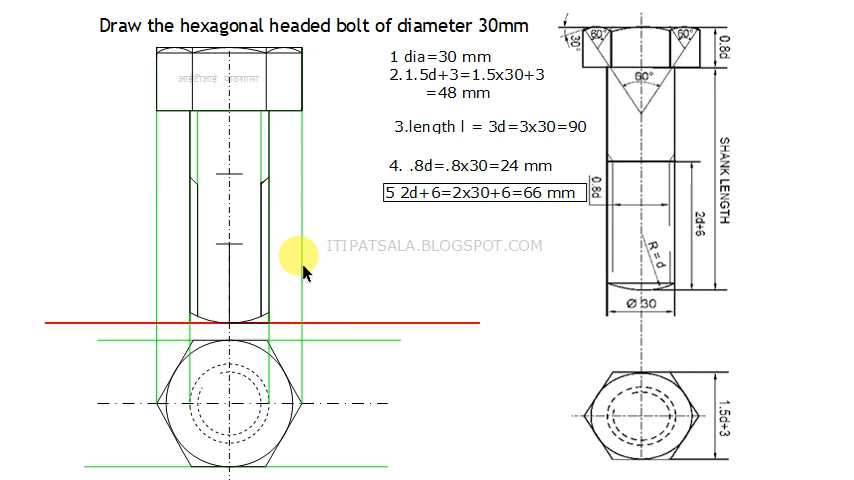 Draw the hexagonal headed bolt of diameter 30mm
आईटीआई पाठशाला
1 dia=30 mm
2.1.5d+3=1.5x30+3
=48 mm
3.length l = 3d=3x30=90
4. .8d=.8x30=24 mm
5 2d+6=2x30+6=66 mm
ITIPATSALA.BLOGSPOT.COM
30°
60°
60°
0.8d
60°
SHANK LENGTH
0.8d
2d+6
R = d
Ø 30
1.5d+3